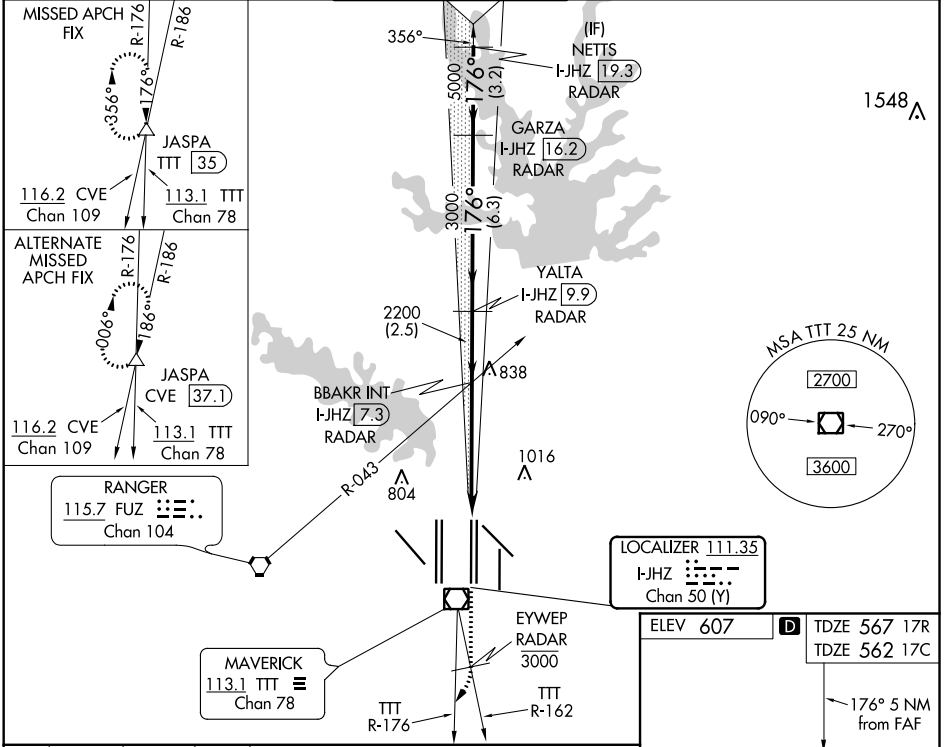 MISSED APCH
FIX
R-176
R-186
356°
176°
JASPA
TTT 35
116.2 CVE
Chan 109
113.1 TTT
Chan 78
ALTERNATE
MISSED
APCH FIX
R-176
R-186
006°
186°
JASPA
CVE 37.1
116.2 CVE
Chan 109
113.1 TTT
Chan 78
356°
(IF)
NETTS
I-JHZ 19.3
RADAR
5000
176°
(3.2)
GARZA
I-JHZ 16.2
RADAR
3000
176°
(6.3)
YALTA
I-JHZ 9.9
RADAR
2200
(2.5)
BBAKR INT
I-JHZ 7.3
RADAR
838
1548
R-043
804
1016
MSA TTT 25 NM
2700
090°
270°
3600
RANGER
115.7 FUZ
Chan 104
LOCALIZER 111.35
I-JHZ
Chan 50 (Y)
MAVERICK
113.1 TTT
Chan 78
EYWEP
RADAR
3000
TTT
R-176
TTT
R-162
ELEV 607
D
TDZE 567 17R
TDZE 562 17C
176° 5 NM
from FAF